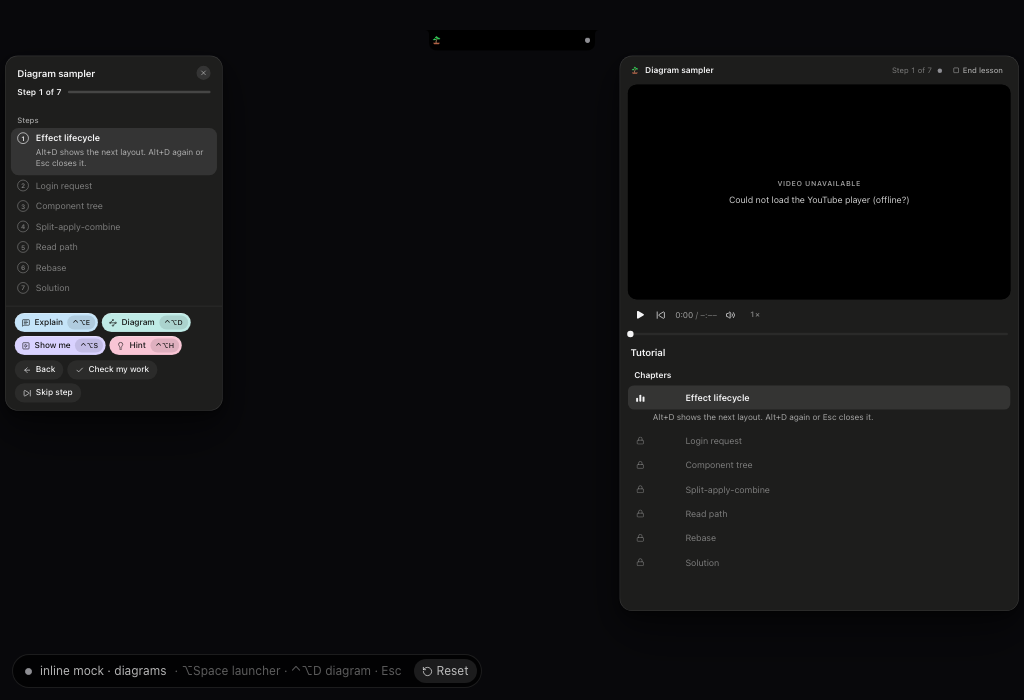 Diagram sampler
Step 1 of 7
Steps
1 Effect lifecycle
Alt+D shows the next layout. Alt+D again or
Esc closes it.
2 Login request
3 Component tree
4 Split-apply-combine
5 Read path
6 Rebase
7 Solution
Explain ^⌥E Diagram ^⌥D
Show me ^⌥S Hint ^⌥H
Back Check my work
Skip step
Diagram sampler Step 1 of 7 End lesson
VIDEO UNAVAILABLE
Could not load the YouTube player (offline?)
0:00 / –:–– 1×
Tutorial
Chapters
Effect lifecycle
Alt+D shows the next layout. Alt+D again or Esc closes it.
Login request
Component tree
Split-apply-combine
Read path
Rebase
Solution
inline mock · diagrams · ⌥Space launcher · ^⌥D diagram · Esc Reset